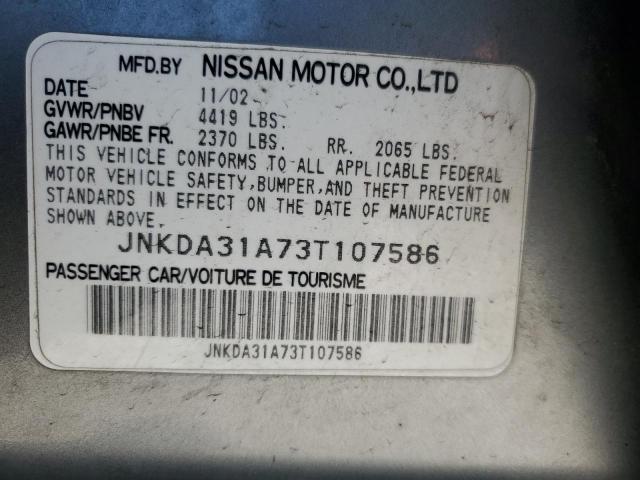 MFD.BY NISSAN MOTOR CO.,LTD
DATE 11/02
GVWR/PNBV 4419 LBS.
GAWR/PNBE FR. 2370 LBS. RR. 2065 LBS.
THIS VEHICLE CONFORMS TO ALL APPLICABLE FEDERAL
MOTOR VEHICLE SAFETY, BUMPER, AND THEFT PREVENTION
STANDARDS IN EFFECT ON THE DATE OF MANUFACTURE
SHOWN ABOVE.
JNKDA31A73T107586
PASSENGER CAR/VOITURE DE TOURISME
JNKDA31A73T107586